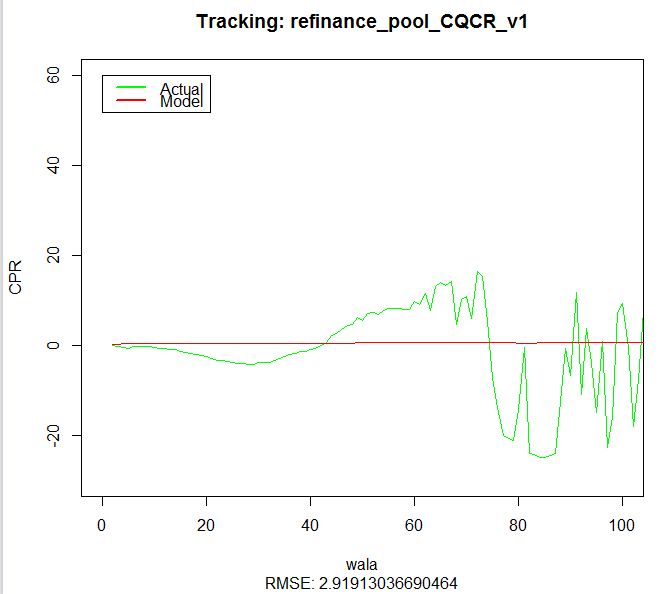 Tracking: refinance_pool_CQCR_v1
Actual
Model
60
40
20
0
-20
CPR
0
20
40
60
80
100
wala
RMSE: 2.91913036690464